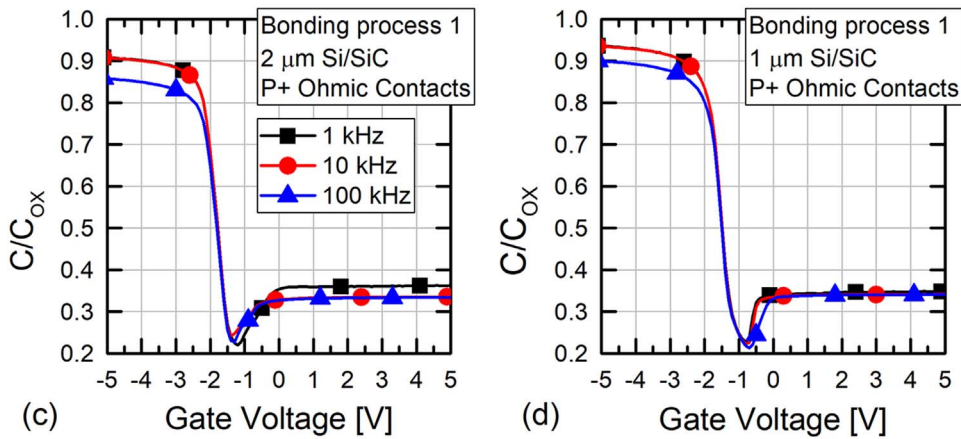 Bonding process 1
2 μm Si/SiC
P+ Ohmic Contacts
1 kHz
10 kHz
100 kHz
C/C_OX
1.0
0.9
0.8
0.7
0.6
0.5
0.4
0.3
0.2
-5 -4 -3 -2 -1 0 1 2 3 4 5
(c) Gate Voltage [V]
Bonding process 1
1 μm Si/SiC
P+ Ohmic Contacts
C/C_OX
1.0
0.9
0.8
0.7
0.6
0.5
0.4
0.3
0.2
-5 -4 -3 -2 -1 0 1 2 3 4 5
(d) Gate Voltage [V]